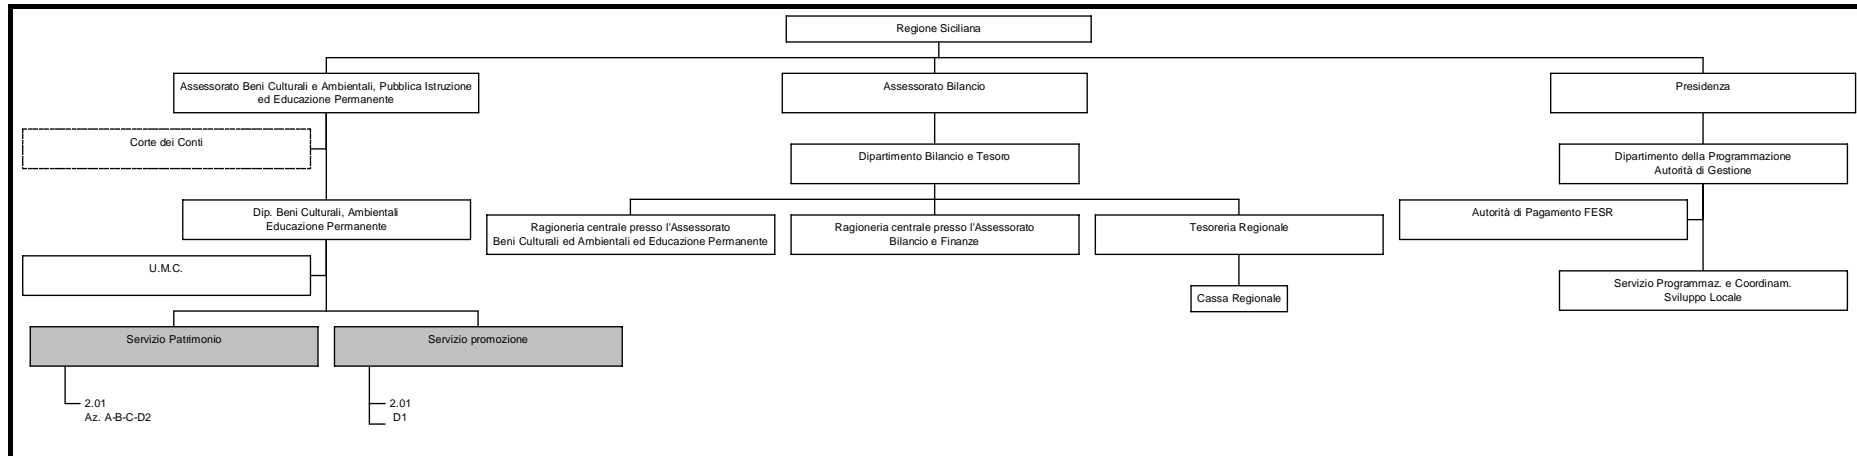 Regione Siciliana
Assessorato Beni Culturali e Ambientali, Pubblica Istruzione
ed Educazione Permanente
Assessorato Bilancio
Presidenza
Corte dei Conti
Dipartimento Bilancio e Tesoro
Dipartimento della Programmazione
Autorità di Gestione
Dip. Beni Culturali, Ambientali
Educazione Permanente
Ragioneria centrale presso l'Assessorato
Beni Culturali ed Ambientali ed Educazione Permanente
Ragioneria centrale presso l'Assessorato
Bilancio e Finanze
Tesoreria Regionale
Autorità di Pagamento FESR
U.M.C.
Cassa Regionale
Servizio Programmaz. e Coordinam.
Sviluppo Locale
Servizio Patrimonio
Servizio promozione
2.01
Az. A-B-C-D2
2.01
D1